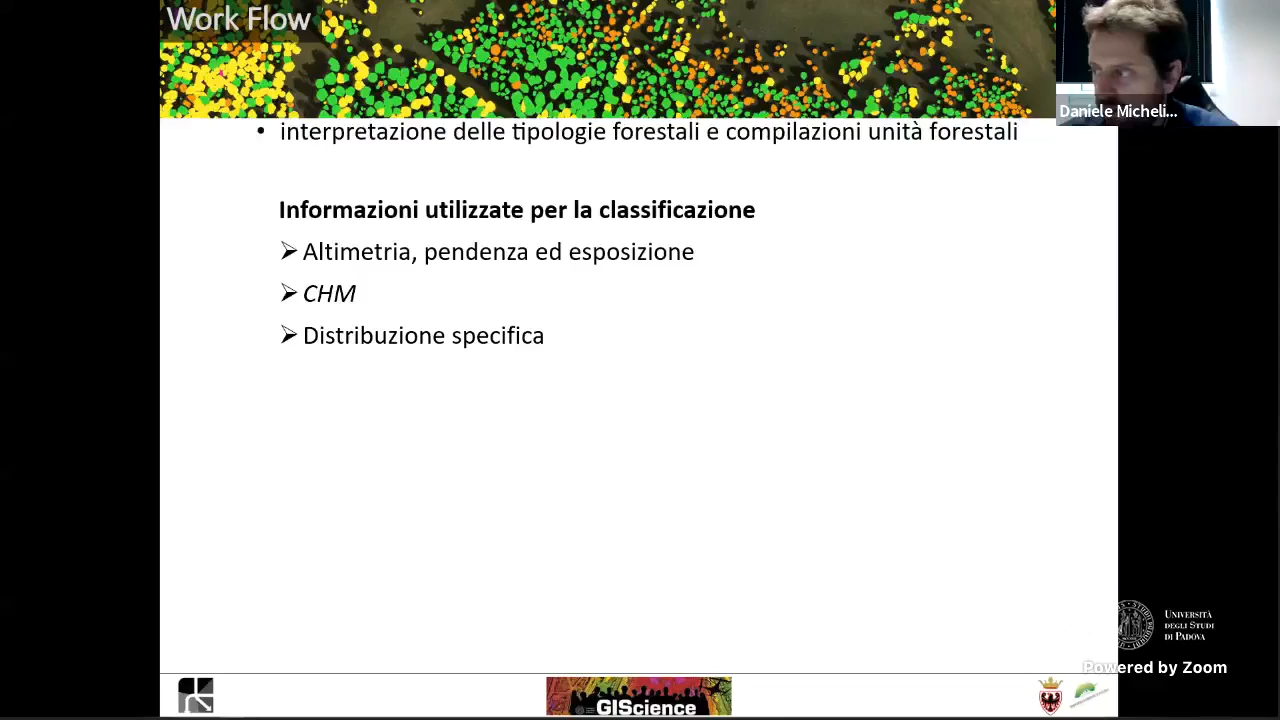 Work Flow
Daniele Micheli...
• interpretazione delle tipologie forestali e compilazioni unità forestali
Informazioni utilizzate per la classificazione
➢ Altimetria, pendenza ed esposizione
➢ CHM
➢ Distribuzione specifica
UNIVERSITÀ
DEGLI STUDI
DI PADOVA
Powered by Zoom
GIScience